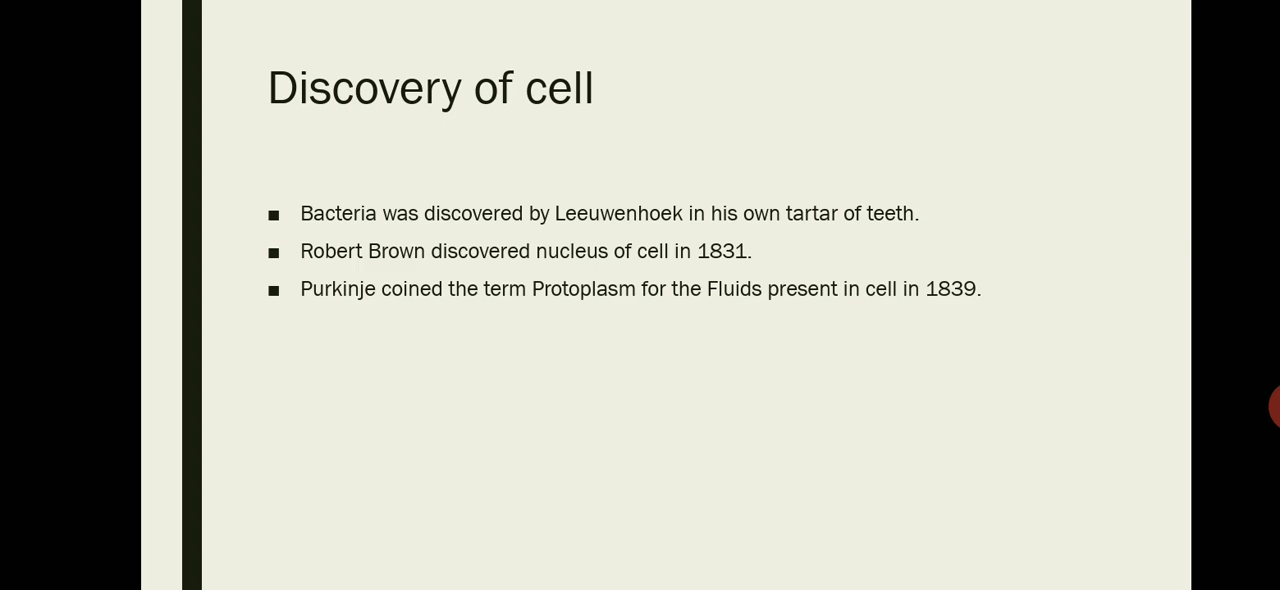 Discovery of cell
■ Bacteria was discovered by Leeuwenhoek in his own tartar of teeth.
■ Robert Brown discovered nucleus of cell in 1831.
■ Purkinje coined the term Protoplasm for the Fluids present in cell in 1839.